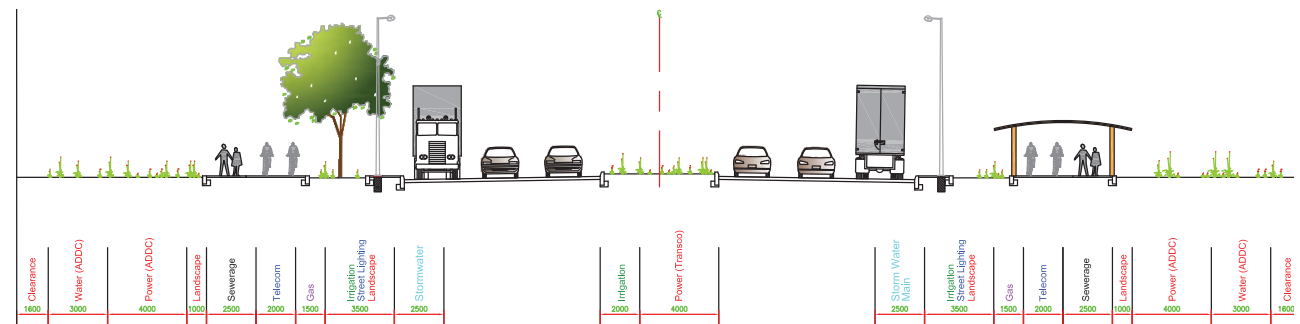 ℄
Clearance
1600
Water (ADDC)
3000
Power (ADDC)
4000
Landscape
1000
Sewerage
2500
Telecom
2000
Gas
1500
Irrigation
Street Lighting
Landscape
3500
Stormwater
2500
Irrigation
2000
Power (Transco)
4000
Storm Water
Main
2500
Irrigation
Street Lighting
Landscape
3500
Gas
1500
Telecom
2000
Sewerage
2500
Landscape
1000
Power (ADDC)
4000
Water (ADDC)
3000
Clearance
1600